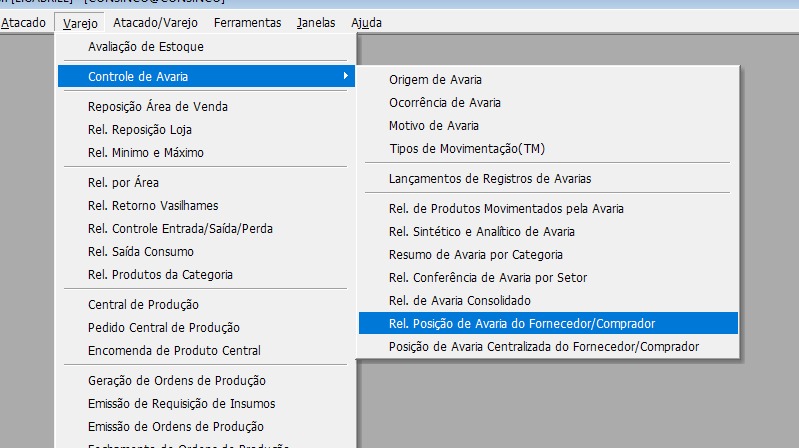 [CONSINCO@CONSINCO]
Atacado Varejo Atacado/Varejo Ferramentas Janelas Ajuda
Avaliação de Estoque
Controle de Avaria
Reposição Área de Venda
Rel. Reposição Loja
Rel. Minimo e Máximo
Rel. por Área
Rel. Retorno Vasilhames
Rel. Controle Entrada/Saída/Perda
Rel. Saída Consumo
Rel. Produtos da Categoria
Central de Produção
Pedido Central de Produção
Encomenda de Produto Central
Geração de Ordens de Produção
Emissão de Requisição de Insumos
Emissão de Ordens de Produção
Fechamento de Ordens de Produção
Origem de Avaria
Ocorrência de Avaria
Motivo de Avaria
Tipos de Movimentação(TM)
Lançamentos de Registros de Avarias
Rel. de Produtos Movimentados pela Avaria
Rel. Sintético e Analítico de Avaria
Resumo de Avaria por Categoria
Rel. Conferência de Avaria por Setor
Rel. de Avaria Consolidado
Rel. Posição de Avaria do Fornecedor/Comprador
Posição de Avaria Centralizada do Fornecedor/Comprador